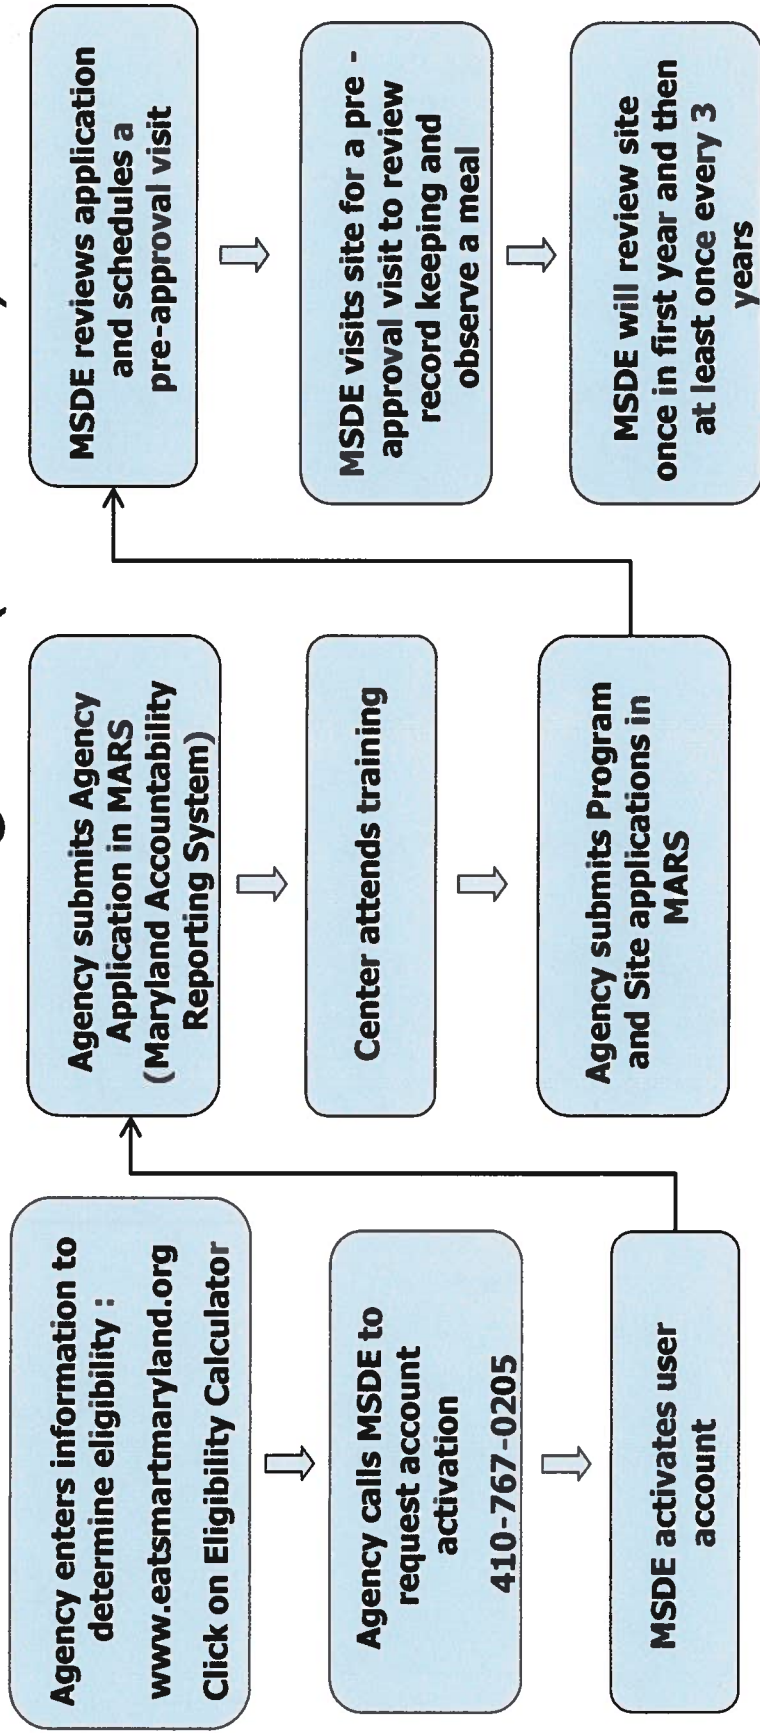 Agency enters information to
determine eligibility :
www.eatsmartmaryland.org
Click on Eligibility Calculator
Agency calls MSDE to
request account
activation
410-767-0205
MSDE activates user
account
Agency submits Agency
Application in MARS
(Maryland Accountability
Reporting System)
Center attends training
Agency submits Program
and Site applications in
MARS
MSDE reviews application
and schedules a
pre-approval visit
MSDE visits site for a pre -
approval visit to review
record keeping and
observe a meal
MSDE will review site
once in first year and then
at least once every 3
years